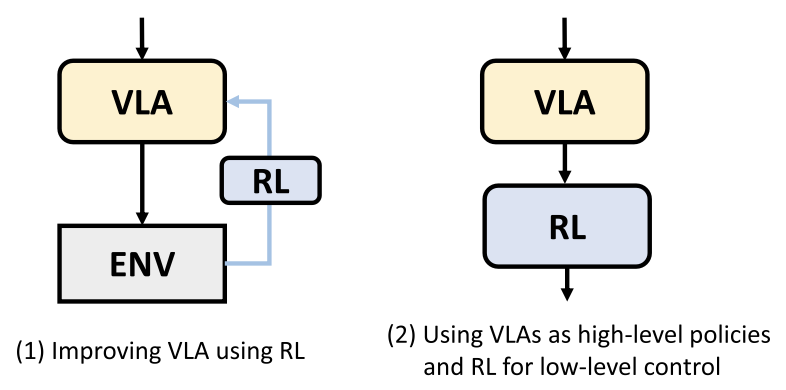 VLA
RL
ENV
(1) Improving VLA using RL
VLA
RL
(2) Using VLAs as high-level policies
and RL for low-level control